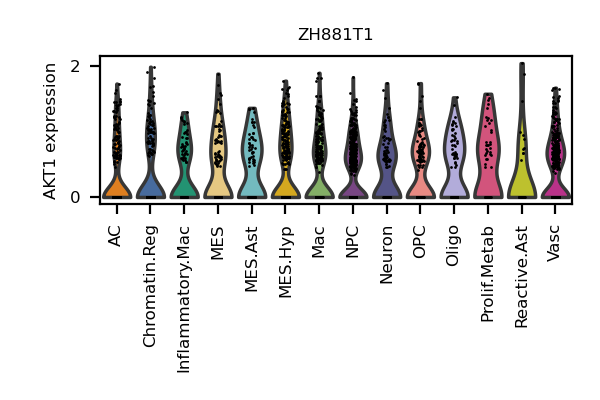 ZH881T1
AKT1 expression
2
0
AC
Chromatin.Reg
Inflammatory.Mac
MES
MES.Ast
MES.Hyp
Mac
NPC
Neuron
OPC
Oligo
Prolif.Metab
Reactive.Ast
Vasc